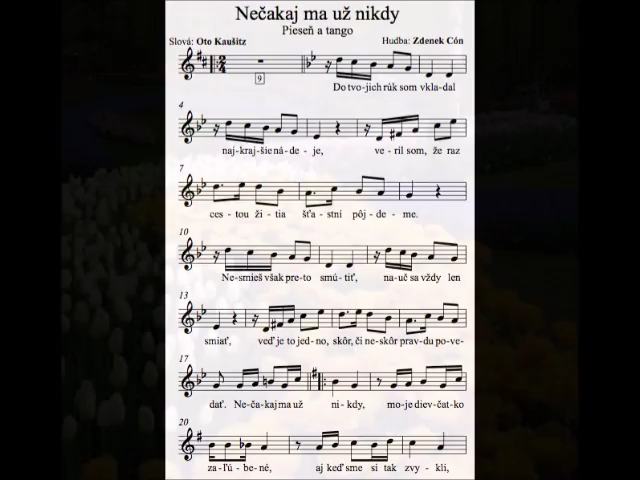 Nečakaj ma už nikdy
Pieseň a tango
Slová: Oto Kaušitz Hudba: Zdenek Cón
2
4
9
Do tvo-jich rúk som vkla-dal
4
naj-kraj-šie ná-de-je, ve-ril som, že raz
7
ces-tou ži-tia šťa-stní pôj-de-me.
10
Ne-smieš však pre-to smú-tiť, na-uč sa vždy len
13
smiať, veď je to jed-no, skôr, či ne-skôr prav-du po-ve-
17
dať. Ne-ča-kaj ma už ni-kdy, mo-je diev-čat-ko
20
za-ľú-be-né, aj keď sme si tak zvy-kli,